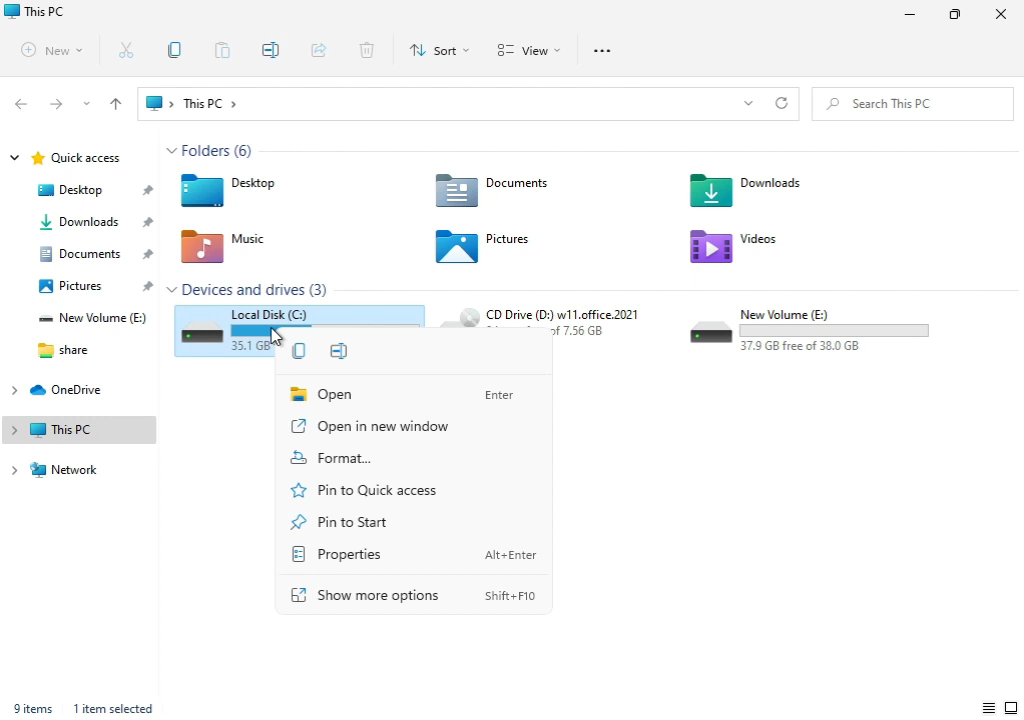 This PC
New
Sort
View
This PC
Search This PC
Quick access
Desktop
Downloads
Documents
Pictures
New Volume (E:)
share
OneDrive
This PC
Network
Folders (6)
Desktop
Documents
Downloads
Music
Pictures
Videos
Devices and drives (3)
Local Disk (C:)
35.1 GB
CD Drive (D:) w11.office.2021
of 7.56 GB
New Volume (E:)
37.9 GB free of 38.0 GB
Open Enter
Open in new window
Format...
Pin to Quick access
Pin to Start
Properties Alt+Enter
Show more options Shift+F10
9 items 1 item selected